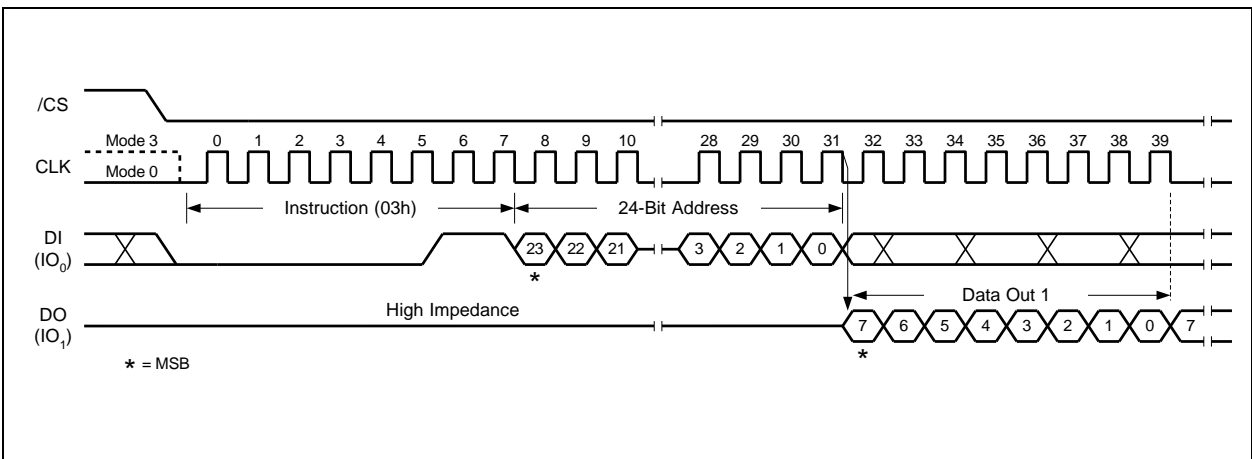 /CS
Mode 3
0 1 2 3 4 5 6 7 8 9 10 28 29 30 31 32 33 34 35 36 37 38 39
CLK
Mode 0
Instruction (03h) 24-Bit Address
DI
(IO0)
23 22 21 3 2 1 0
*
Data Out 1
High Impedance
DO
(IO1)
7 6 5 4 3 2 1 0 7
*
* = MSB